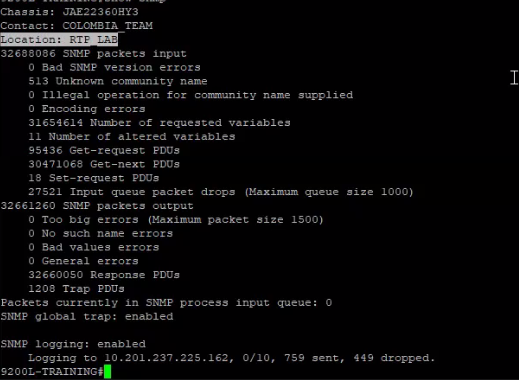 9200L-TRAINING#show snmp
Chassis: JAE22360HY3
Contact: COLOMBIA_TEAM
Location: RTP_LAB
32688086 SNMP packets input
    0 Bad SNMP version errors
    513 Unknown community name
    0 Illegal operation for community name supplied
    0 Encoding errors
    31654614 Number of requested variables
    11 Number of altered variables
    95436 Get-request PDUs
    30471068 Get-next PDUs
    18 Set-request PDUs
    27521 Input queue packet drops (Maximum queue size 1000)
32661260 SNMP packets output
    0 Too big errors (Maximum packet size 1500)
    0 No such name errors
    0 Bad values errors
    0 General errors
    32660050 Response PDUs
    1208 Trap PDUs
Packets currently in SNMP process input queue: 0
SNMP global trap: enabled
SNMP logging: enabled
    Logging to 10.201.237.225.162, 0/10, 759 sent, 449 dropped.
9200L-TRAINING#